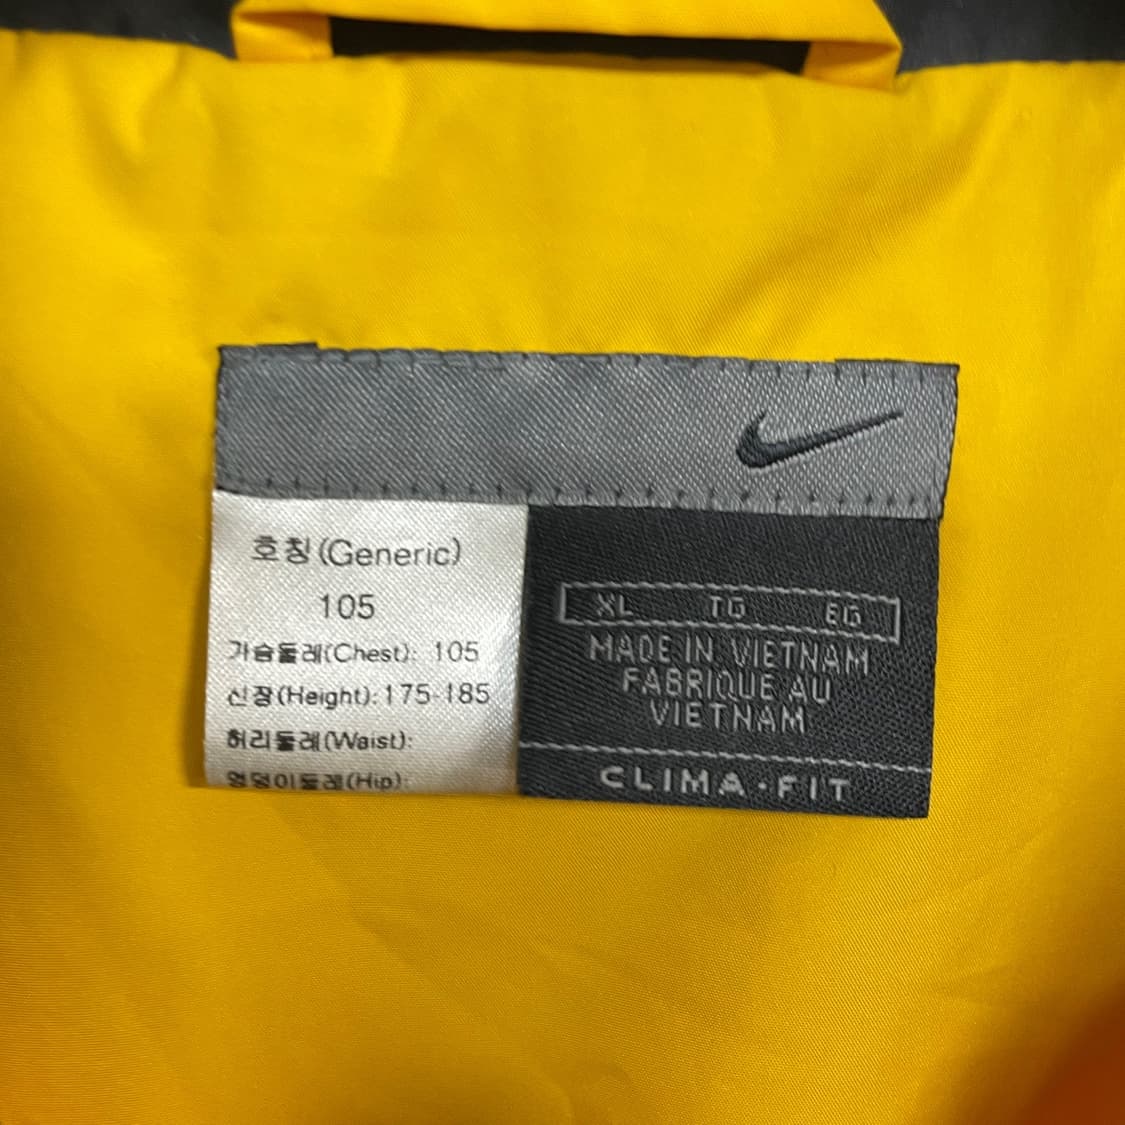 호칭(Generic)
105
가슴둘레(Chest): 105
신장(Height):175-185
허리둘레(Waist):
엉덩이둘레(Hip):
XL TG EG
MADE IN VIETNAM
FABRIQUE AU
VIETNAM
CLIMA·FIT